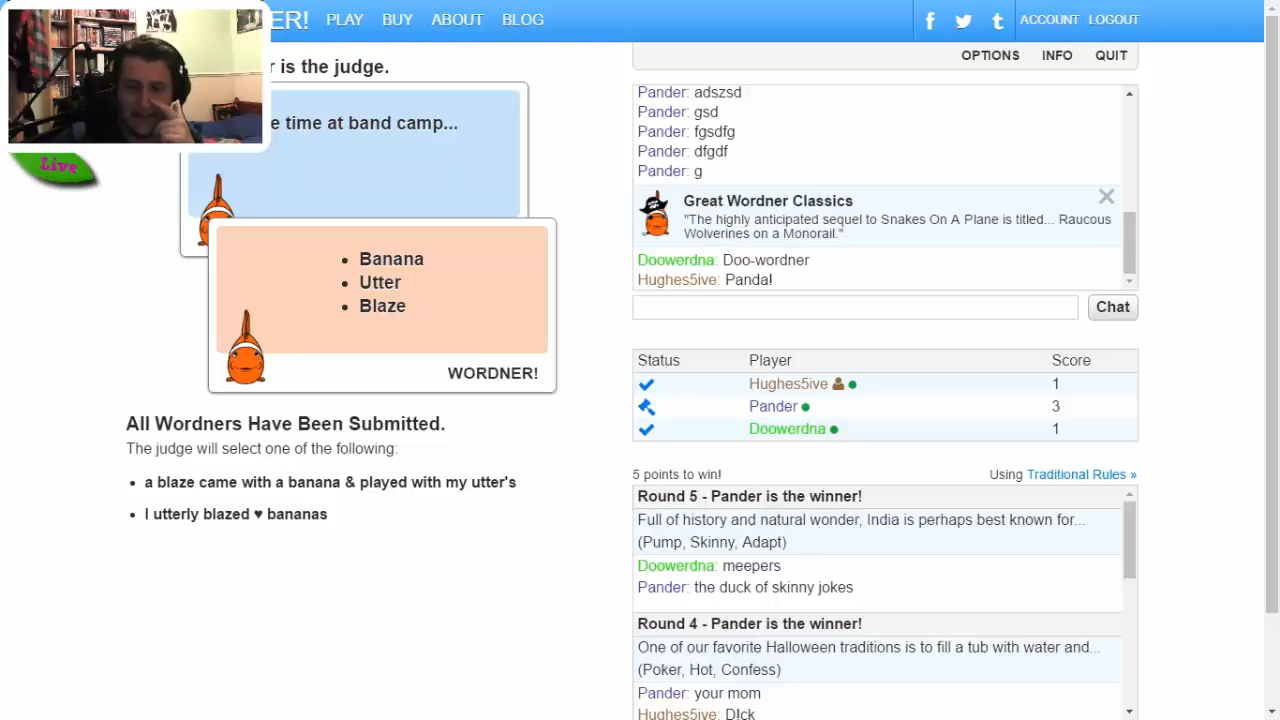 ER! PLAY BUY ABOUT BLOG
f t ACCOUNT LOGOUT
r is the judge.
e time at band camp...
Live
• Banana
• Utter
• Blaze
WORDNER!
All Wordners Have Been Submitted.
The judge will select one of the following:
• a blaze came with a banana & played with my utter's
• I utterly blazed ♥ bananas
OPTIONS INFO QUIT
Pander: adszsd
Pander: gsd
Pander: fgsdfg
Pander: dfgdf
Pander: g
Great Wordner Classics
"The highly anticipated sequel to Snakes On A Plane is titled... Raucous
Wolverines on a Monorail."
Doowerdna: Doo-wordner
Hughes5ive: Panda!
Chat
Status Player Score
Hughes5ive 1
Pander 3
Doowerdna 1
5 points to win! Using Traditional Rules »
Round 5 - Pander is the winner!
Full of history and natural wonder, India is perhaps best known for...
(Pump, Skinny, Adapt)
Doowerdna: meepers
Pander: the duck of skinny jokes
Round 4 - Pander is the winner!
One of our favorite Halloween traditions is to fill a tub with water and...
(Poker, Hot, Confess)
Pander: your mom
Hughes5ive: D!ck